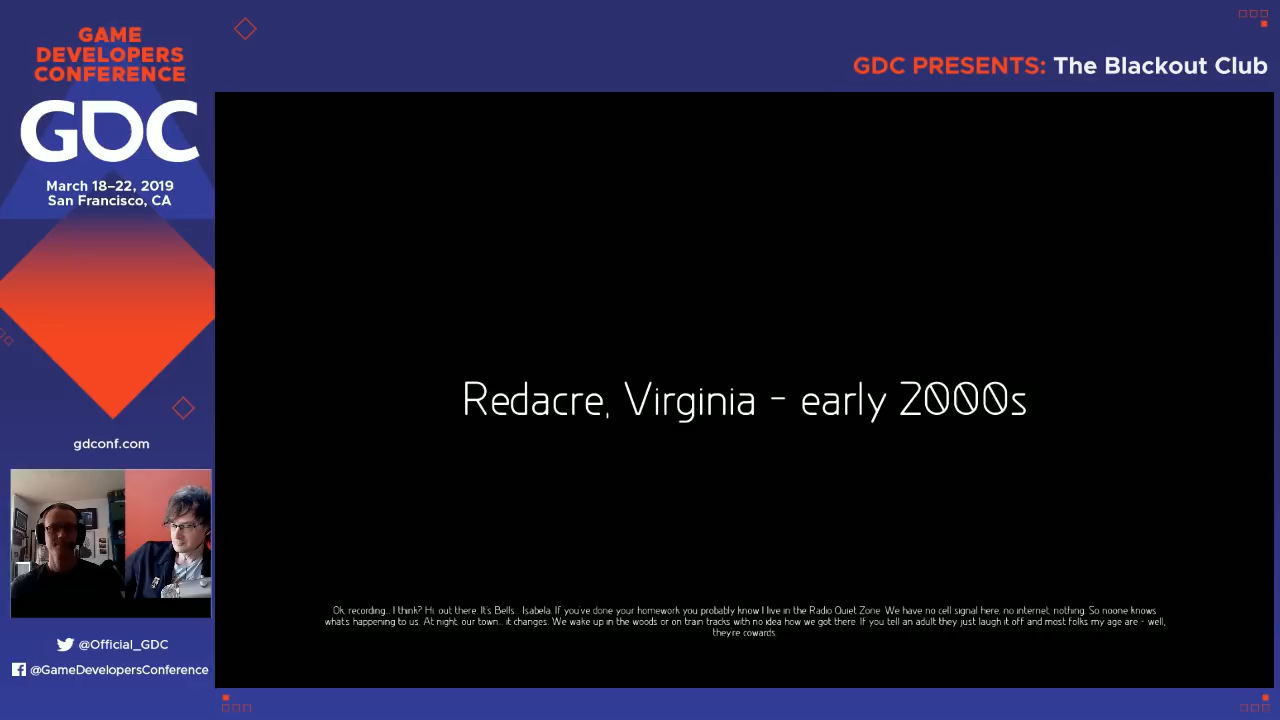 GAME
DEVELOPERS
CONFERENCE
GDC
March 18–22, 2019
San Francisco, CA
gdconf.com
@Official_GDC
@GameDevelopersConference
GDC PRESENTS: The Blackout Club
Redacre, Virginia - early 2000s
Ok, recording... I think? Hi, out there. It's Bells... Isabela. If you've done your homework you probably know I live in the Radio Quiet Zone. We have no cell signal here, no internet, nothing. So noone knows
what's happening to us. At night, our town... it changes. We wake up in the woods or on train tracks with no idea how we got there. If you tell an adult they just laugh it off and most folks my age are - well,
they're cowards.